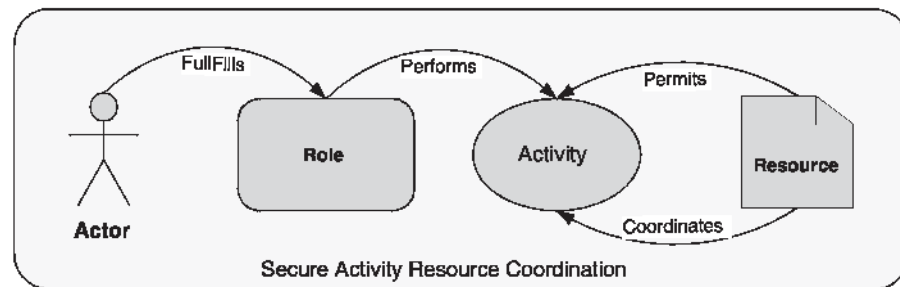 FullFills
Performs
Permits
Role
Activity
Resource
Actor
Coordinates
Secure Activity Resource Coordination